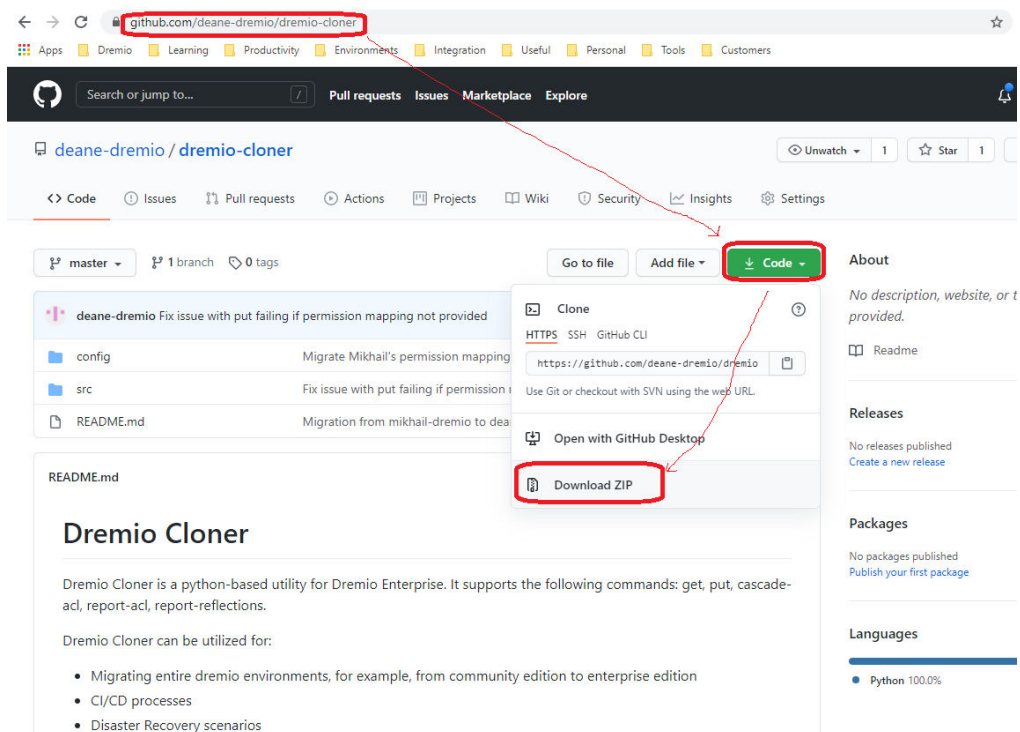 github.com/deane-dremio/dremio-cloner
Apps Dremio Learning Productivity Environments Integration Useful Personal Tools Customers
Search or jump to... / Pull requests Issues Marketplace Explore
deane-dremio / dremio-cloner
Unwatch 1 Star 1
Code Issues Pull requests Actions Projects Wiki Security Insights Settings
master 1 branch 0 tags Go to file Add file Code
deane-dremio Fix issue with put failing if permission mapping not provided
config Migrate Mikhail's permission mapping
src Fix issue with put failing if permission
README.md Migration from mikhail-dremio to dea
Clone
HTTPS SSH GitHub CLI
https://github.com/deane-dremio/dremio
Use Git or checkout with SVN using the web URL.
Open with GitHub Desktop
Download ZIP
README.md
Dremio Cloner
Dremio Cloner is a python-based utility for Dremio Enterprise. It supports the following commands: get, put, cascade-
acl, report-acl, report-reflections.
Dremio Cloner can be utilized for:
• Migrating entire dremio environments, for example, from community edition to enterprise edition
• CI/CD processes
• Disaster Recovery scenarios
About
No description, website, or t
provided.
Readme
Releases
No releases published
Create a new release
Packages
No packages published
Publish your first package
Languages
Python 100.0%